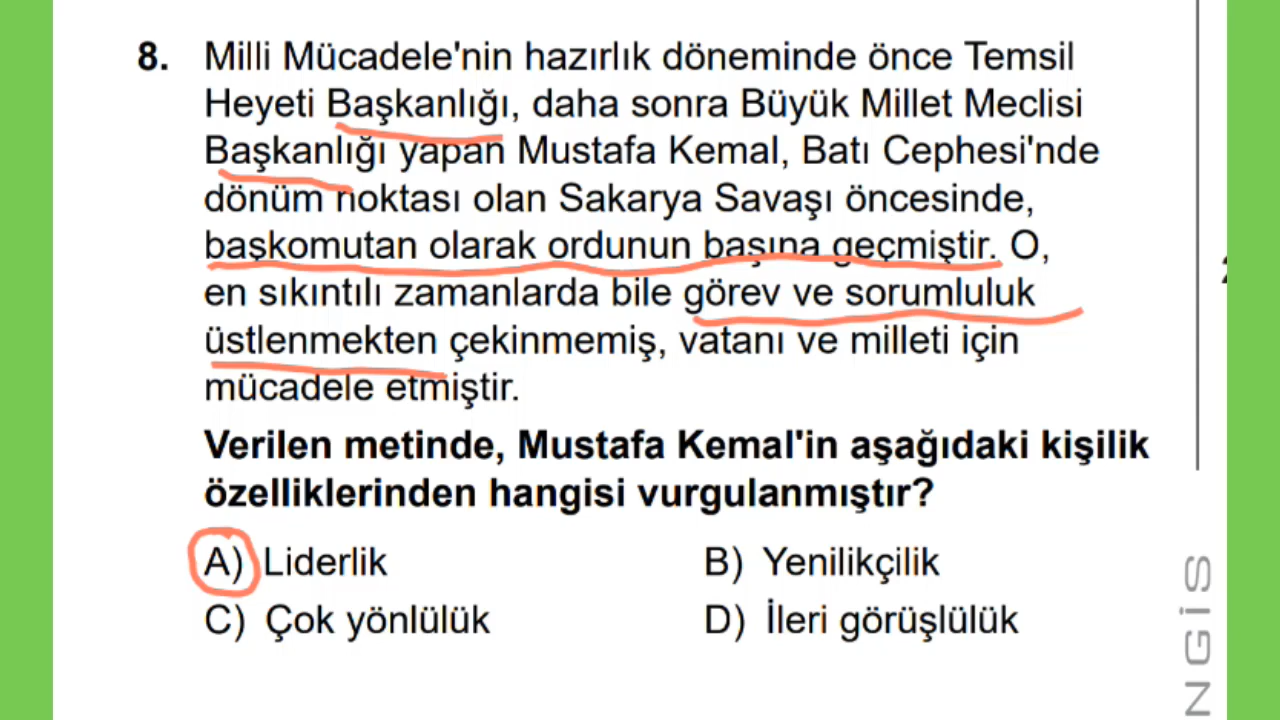 8. Milli Mücadele'nin hazırlık döneminde önce Temsil
Heyeti Başkanlığı, daha sonra Büyük Millet Meclisi
Başkanlığı yapan Mustafa Kemal, Batı Cephesi'nde
dönüm noktası olan Sakarya Savaşı öncesinde,
başkomutan olarak ordunun başına geçmiştir. O,
en sıkıntılı zamanlarda bile görev ve sorumluluk
üstlenmekten çekinmemiş, vatanı ve milleti için
mücadele etmiştir.
Verilen metinde, Mustafa Kemal'in aşağıdaki kişilik
özelliklerinden hangisi vurgulanmıştır?
A) Liderlik B) Yenilikçilik
C) Çok yönlülük D) İleri görüşlülük
NGİS